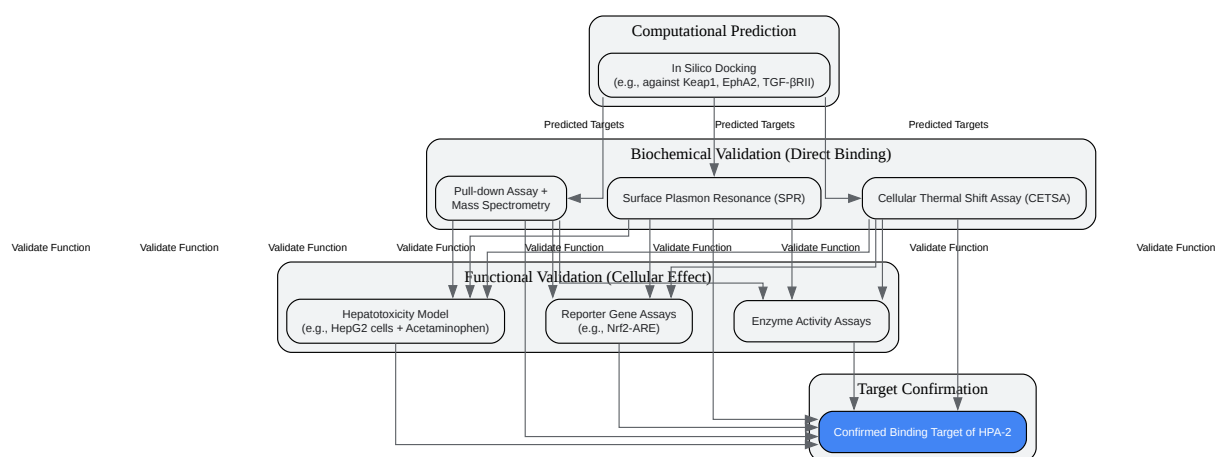 Computational Prediction
In Silico Docking
(e.g., against Keap1, EphA2, TGF-βRII)
Predicted Targets
Predicted Targets
Predicted Targets
Biochemical Validation (Direct Binding)
Pull-down Assay +
Mass Spectrometry
Surface Plasmon Resonance (SPR)
Cellular Thermal Shift Assay (CETSA)
Validate Function
Validate Function
Validate Function
Validate Function
Validate Function
Validate Function
Validate Function
Validate Function
Validate Function
Functional Validation (Cellular Effect)
Hepatotoxicity Model
(e.g., HepG2 cells + Acetaminophen)
Reporter Gene Assays
(e.g., Nrf2-ARE)
Enzyme Activity Assays
Target Confirmation
Confirmed Binding Target of HPA-2